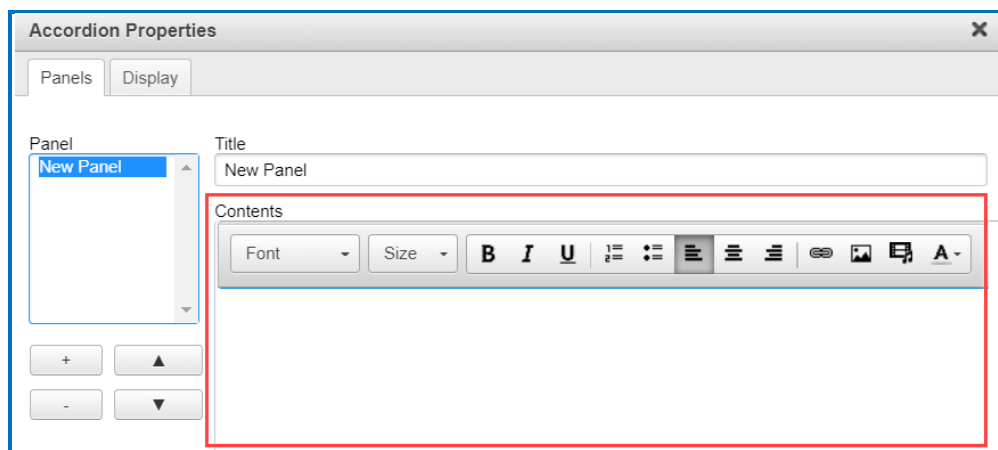 Accordion Properties
Panels Display
Panel
New Panel
Title
New Panel
Contents
Font Size B I U A
+
-